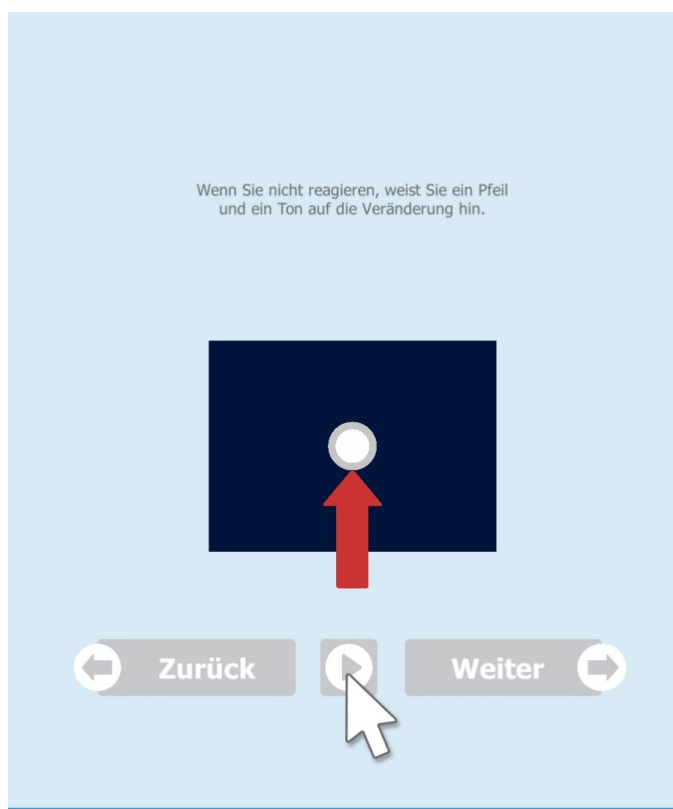 Wenn Sie nicht reagieren, weist Sie ein Pfeil
und ein Ton auf die Veränderung hin.
Zurück
Weiter